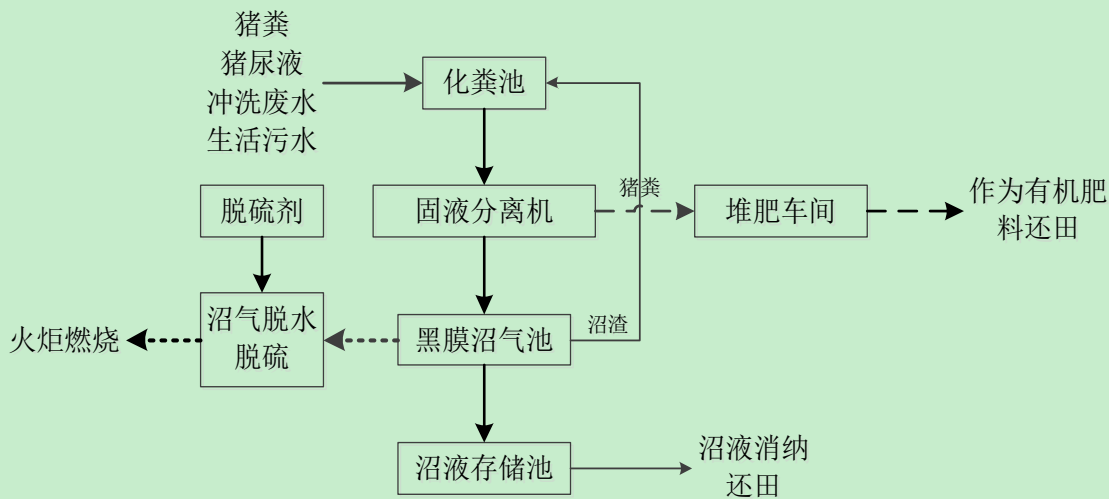 猪粪
猪尿液
冲洗废水
生活污水
化粪池
脱硫剂
固液分离机
猪粪
堆肥车间
作为有机肥
料还田
火炬燃烧
沼气脱水
脱硫
黑膜沼气池
沼渣
沼液存储池
沼液消纳
还田